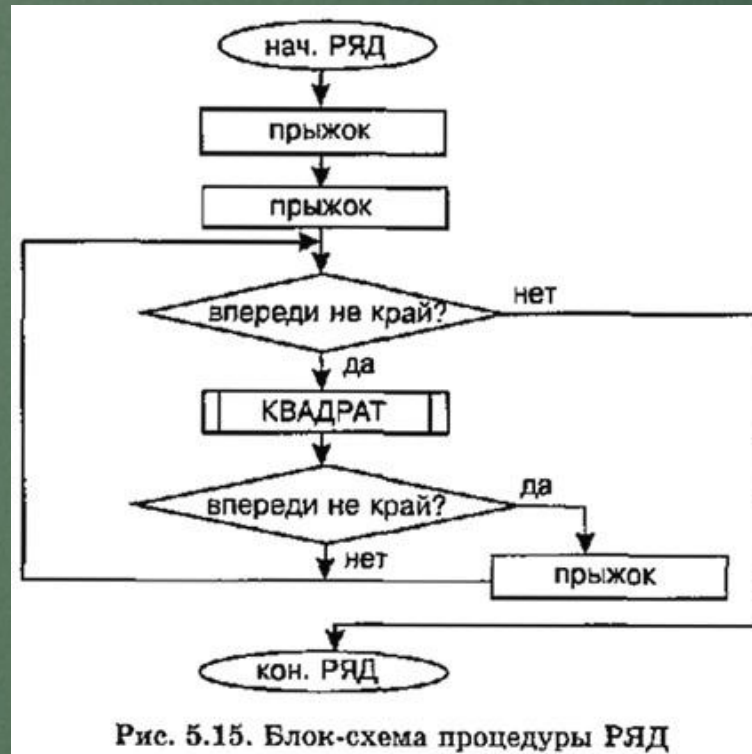 нач. РЯД
прыжок
прыжок
впереди не край?
нет
да
КВАДРАТ
впереди не край?
да
нет
прыжок
кон. РЯД
Рис. 5.15. Блок-схема процедуры РЯД